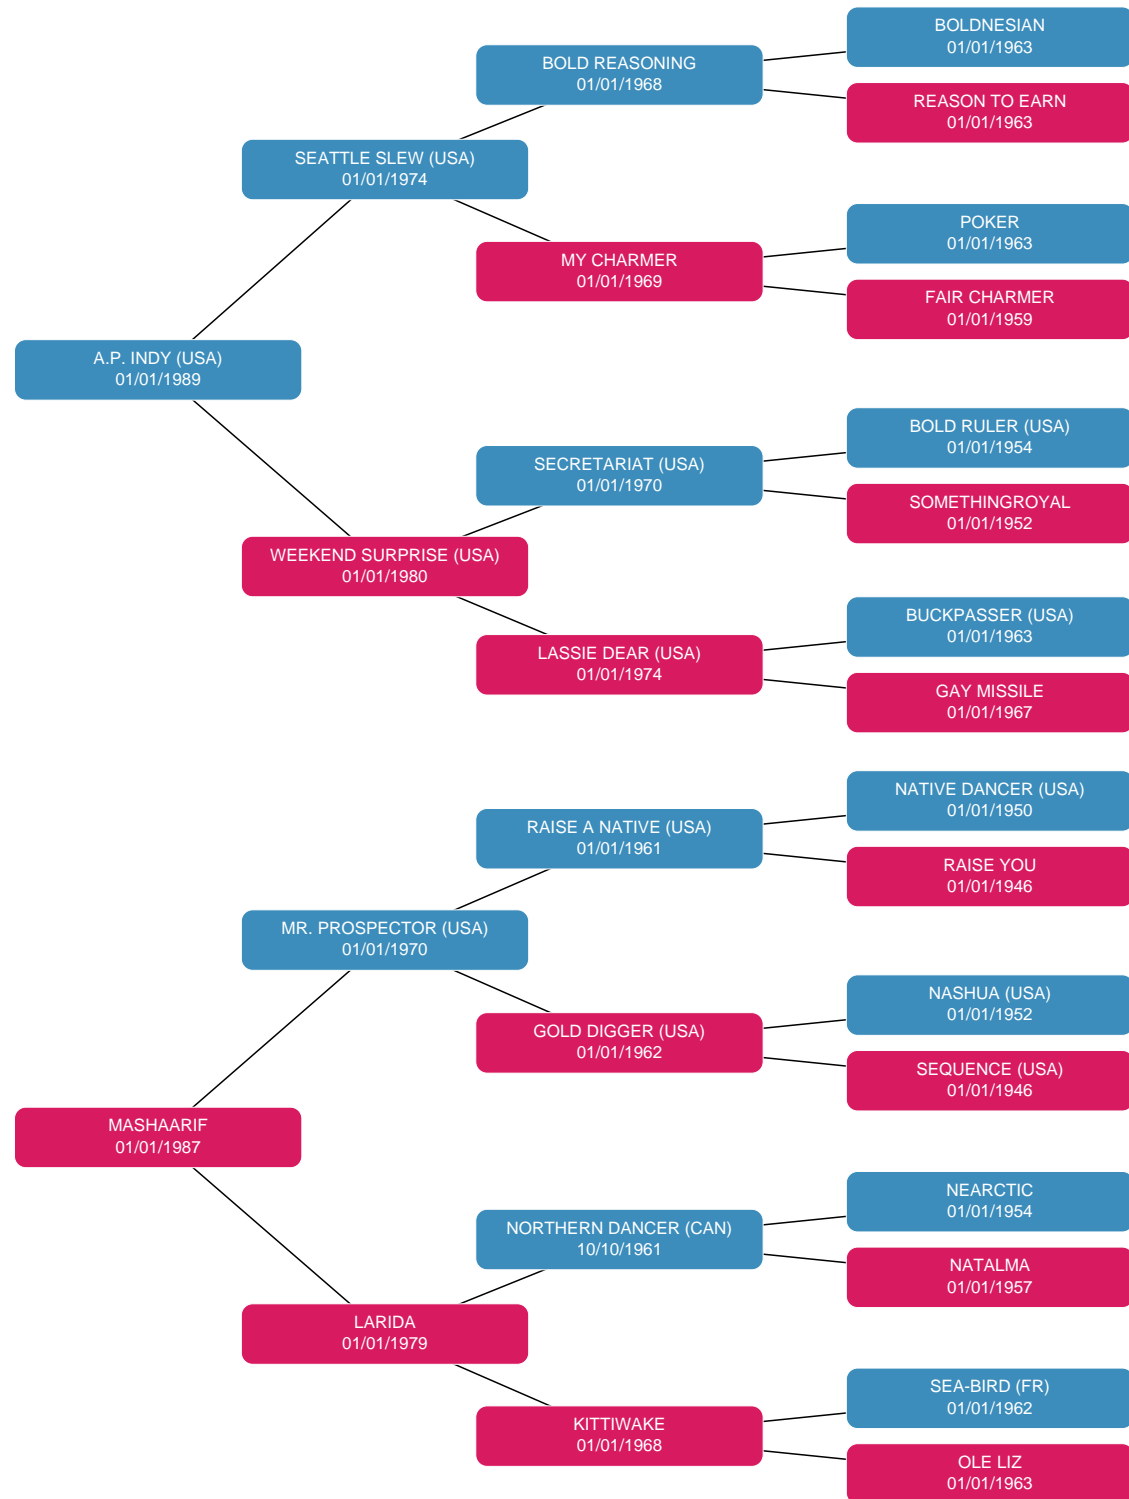 BOLDNESIAN
01/01/1963
BOLD REASONING
01/01/1968
REASON TO EARN
01/01/1963
SEATTLE SLEW (USA)
01/01/1974
POKER
01/01/1963
MY CHARMER
01/01/1969
FAIR CHARMER
01/01/1959
A.P. INDY (USA)
01/01/1989
BOLD RULER (USA)
01/01/1954
SECRETARIAT (USA)
01/01/1970
SOMETHINGROYAL
01/01/1952
WEEKEND SURPRISE (USA)
01/01/1980
BUCKPASSER (USA)
01/01/1963
LASSIE DEAR (USA)
01/01/1974
GAY MISSILE
01/01/1967
NATIVE DANCER (USA)
01/01/1950
RAISE A NATIVE (USA)
01/01/1961
RAISE YOU
01/01/1946
MR. PROSPECTOR (USA)
01/01/1970
NASHUA (USA)
01/01/1952
GOLD DIGGER (USA)
01/01/1962
SEQUENCE (USA)
01/01/1946
MASHAARIF
01/01/1987
NEARCTIC
01/01/1954
NORTHERN DANCER (CAN)
10/10/1961
NATALMA
01/01/1957
LARIDA
01/01/1979
SEA-BIRD (FR)
01/01/1962
KITTIWAKE
01/01/1968
OLE LIZ
01/01/1963